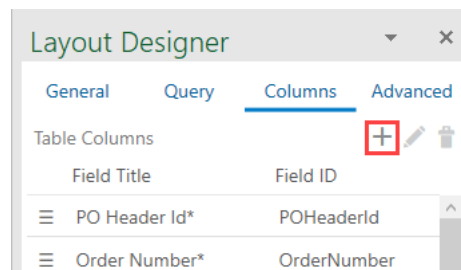 Layout Designer
General Query Columns Advanced
Table Columns
Field Title Field ID
PO Header Id* POHeaderId
Order Number* OrderNumber